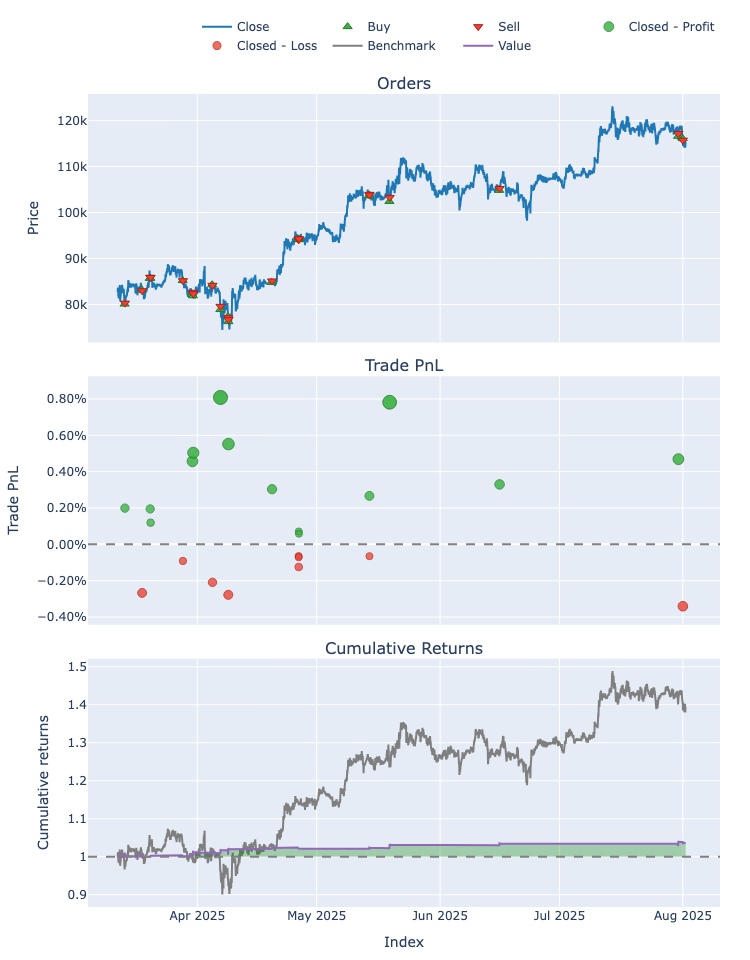 Close Buy Sell Closed - Profit
Closed - Loss Benchmark Value
Orders
120k
110k
100k
90k
80k
Price
Trade PnL
0.80%
0.60%
0.40%
0.20%
0.00%
−0.20%
−0.40%
Trade PnL
Cumulative Returns
1.5
1.4
1.3
1.2
1.1
1
0.9
Cumulative returns
Apr 2025 May 2025 Jun 2025 Jul 2025 Aug 2025
Index